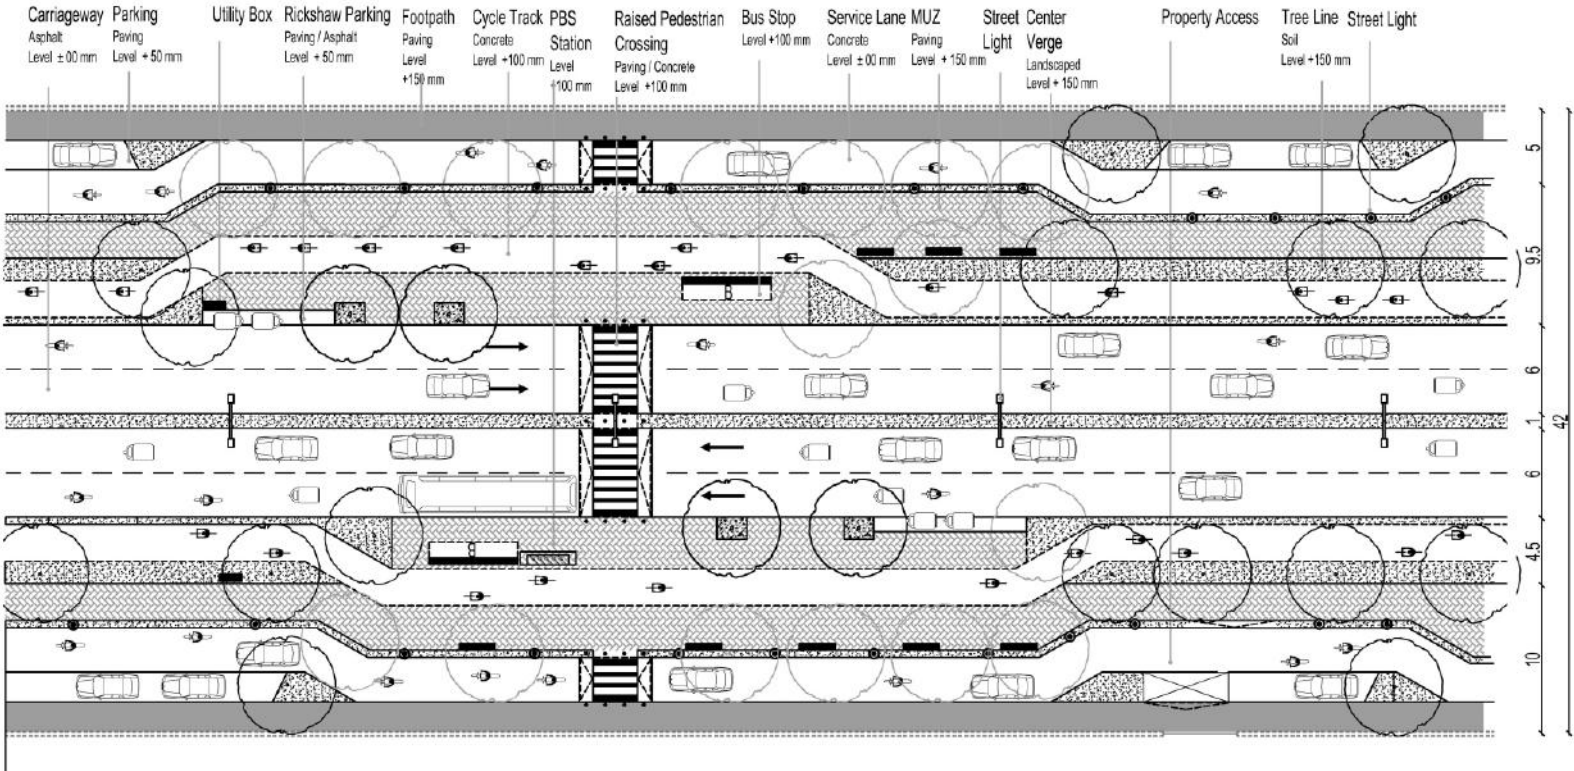 Carriageway
Asphalt
Level ± 00 mm
Parking
Paving
Level + 50 mm
Utility Box
Rickshaw Parking
Paving / Asphalt
Level + 50 mm
Footpath
Paving
Level
+150 mm
Cycle Track
Concrete
Level +100 mm
PBS
Station
Level
+100 mm
Raised Pedestrian
Crossing
Paving / Concrete
Level +100 mm
Bus Stop
Level +100 mm
Service Lane
Concrete
Level ± 00 mm
MUZ
Paving
Level + 150 mm
Street
Light
Center
Verge
Landscaped
Level + 150 mm
Property Access
Tree Line
Soil
Level +150 mm
Street Light
5
9.5
6
1
42
6
4.5
10